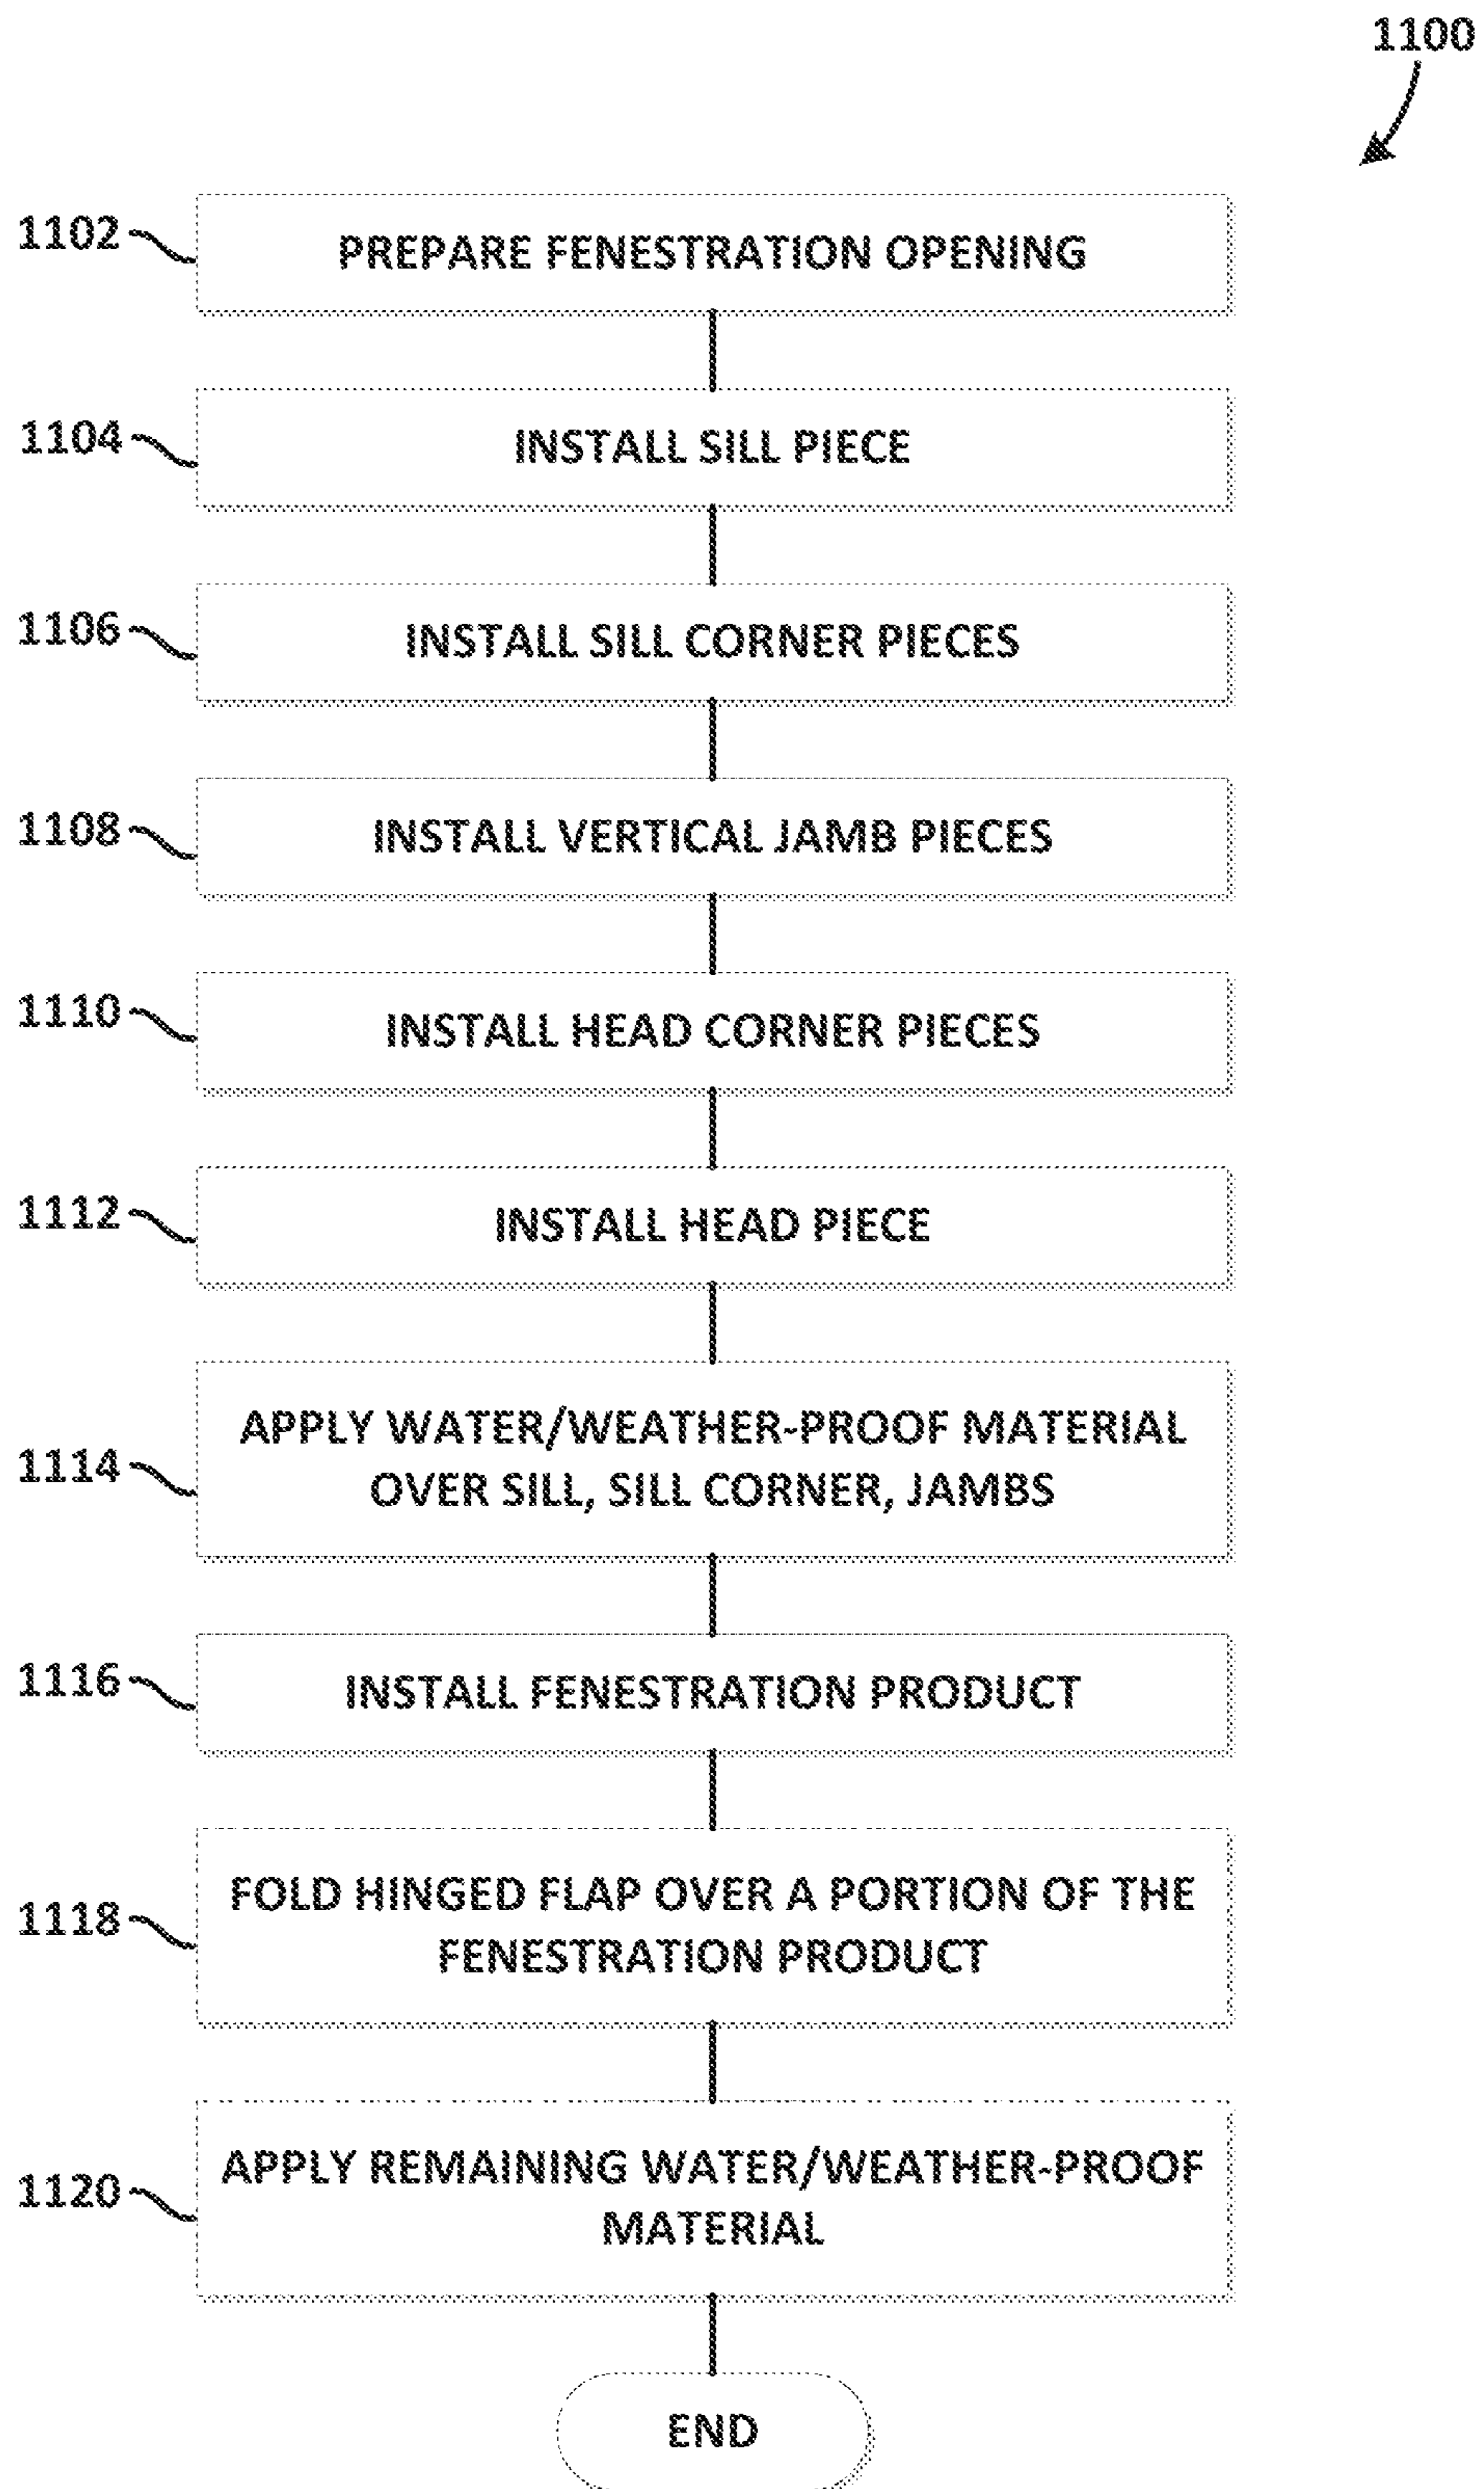 1100
1102
PREPARE FENESTRATION OPENING
1104
INSTALL SILL PIECE
1106
INSTALL SILL CORNER PIECES
1108
INSTALL VERTICAL JAMB PIECES
1110
INSTALL HEAD CORNER PIECES
1112
INSTALL HEAD PIECE
1114
APPLY WATER/WEATHER-PROOF MATERIAL
OVER SILL, SILL CORNER, JAMBS
1116
INSTALL FENESTRATION PRODUCT
1118
FOLD HINGED FLAP OVER A PORTION OF THE
FENESTRATION PRODUCT
1120
APPLY REMAINING WATER/WEATHER-PROOF
MATERIAL
END